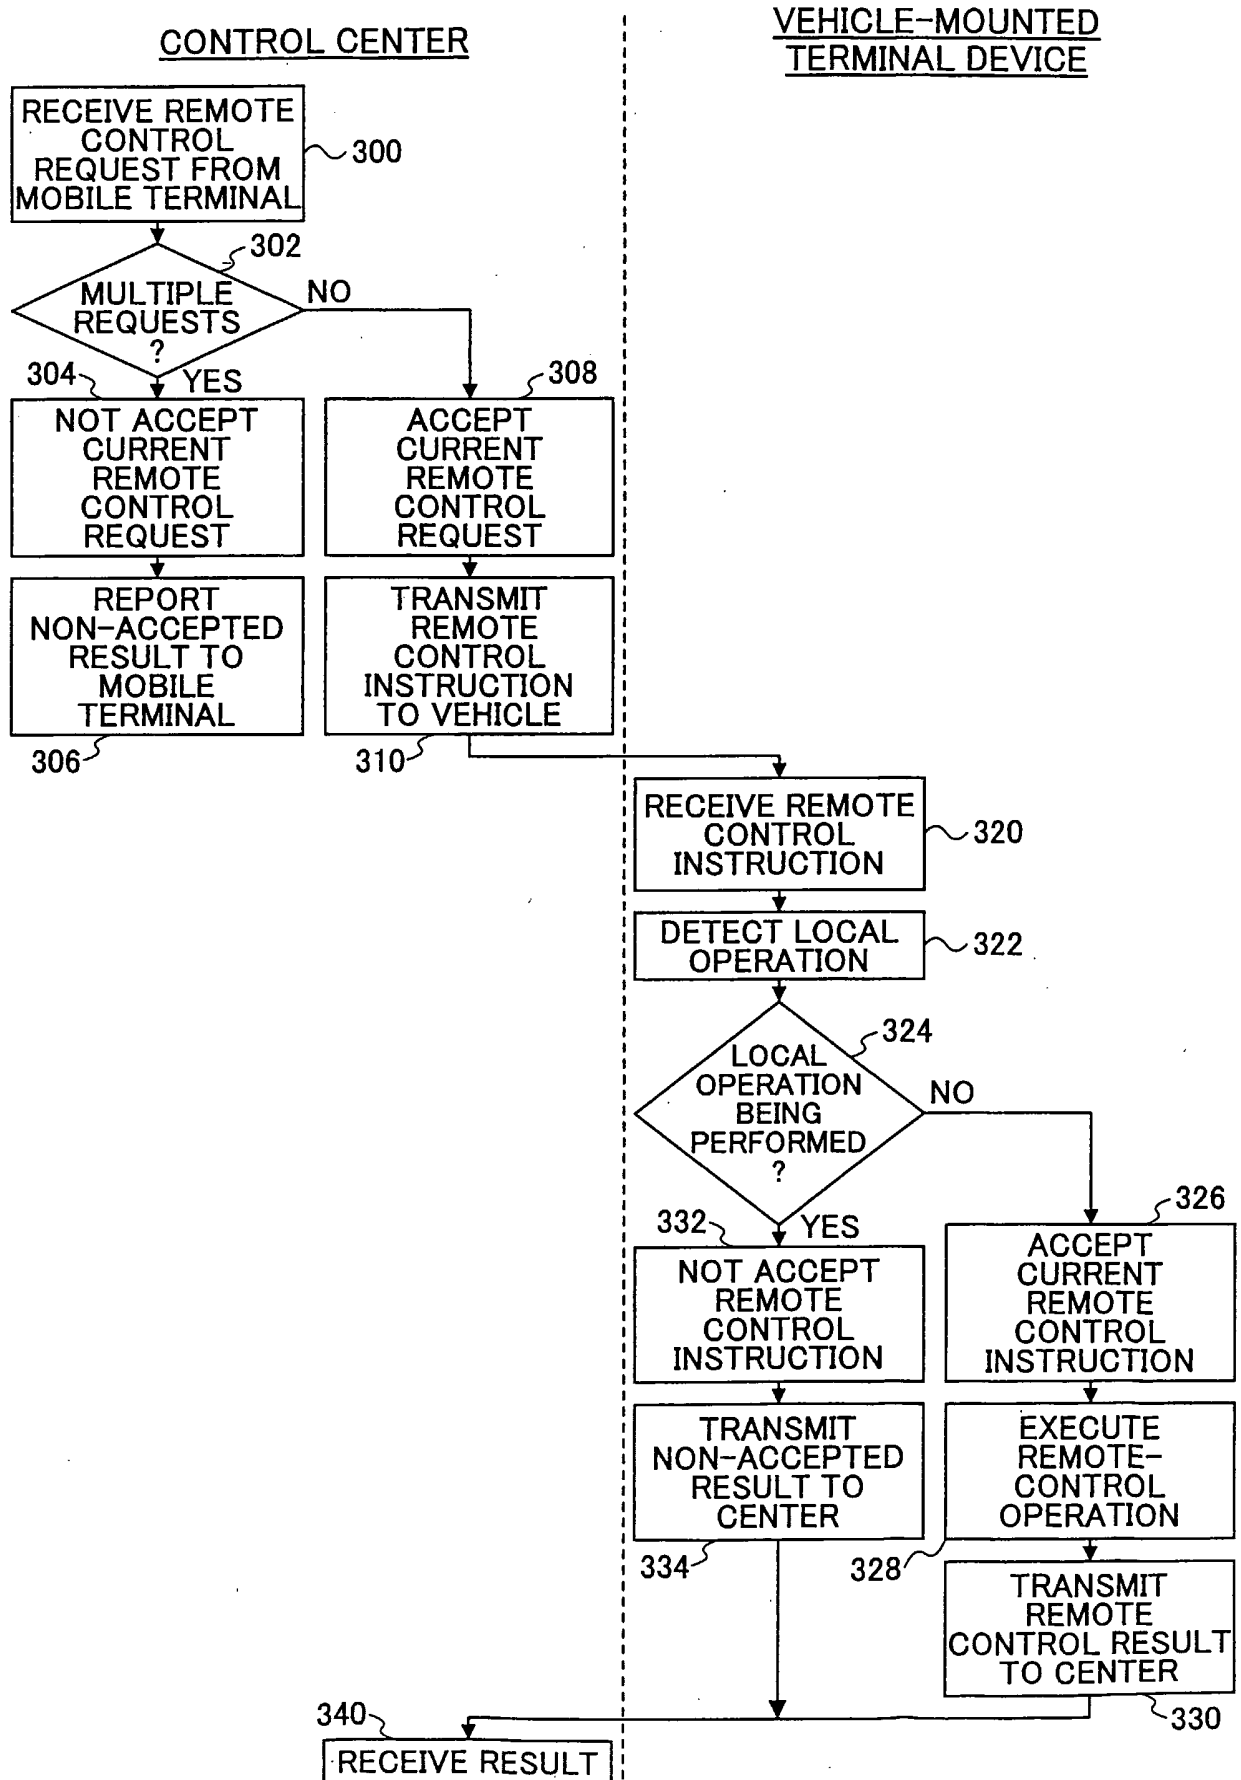 CONTROL CENTER
VEHICLE-MOUNTED
TERMINAL DEVICE
RECEIVE REMOTE
CONTROL
REQUEST FROM
MOBILE TERMINAL
300
302
MULTIPLE
REQUESTS
?
NO
YES
304
NOT ACCEPT
CURRENT
REMOTE
CONTROL
REQUEST
308
ACCEPT
CURRENT
REMOTE
CONTROL
REQUEST
REPORT
NON-ACCEPTED
RESULT TO
MOBILE
TERMINAL
306
TRANSMIT
REMOTE
CONTROL
INSTRUCTION
TO VEHICLE
310
RECEIVE REMOTE
CONTROL
INSTRUCTION
320
DETECT LOCAL
OPERATION
322
324
LOCAL
OPERATION
BEING
PERFORMED
?
NO
YES
332
NOT ACCEPT
REMOTE
CONTROL
INSTRUCTION
326
ACCEPT
CURRENT
REMOTE
CONTROL
INSTRUCTION
TRANSMIT
NON-ACCEPTED
RESULT TO
CENTER
334
EXECUTE
REMOTE-
CONTROL
OPERATION
328
TRANSMIT
REMOTE
CONTROL RESULT
TO CENTER
330
340
RECEIVE RESULT